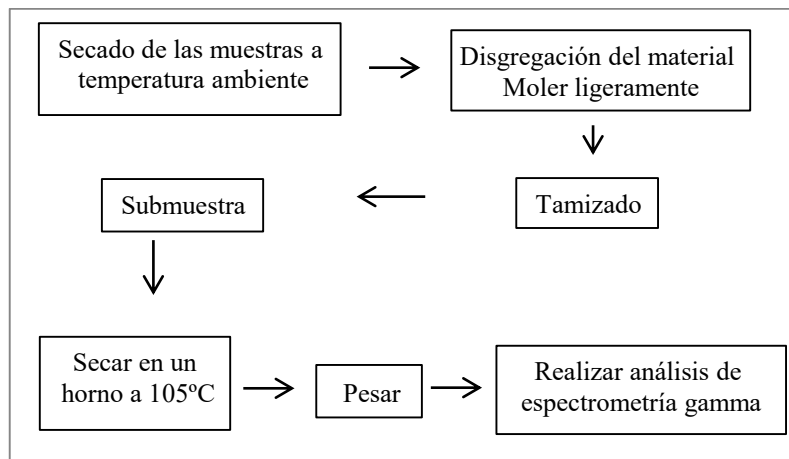 Secado de las muestras a
temperatura ambiente
Disgregación del material
Moler ligeramente
Tamizado
Submuestra
Secar en un
horno a 105ºC
Pesar
Realizar análisis de
espectrometría gamma